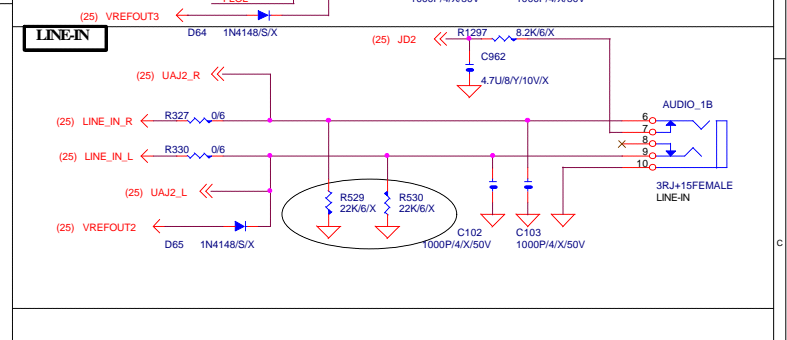 (25) VREFOUT3
D64 1N4148/S/X
LINE-IN
(25) JD2
R1297 8.2K/6/X
C962
4.7U/8/Y/10V/X
(25) UAJ2_R
AUDIO_1B
(25) LINE_IN_R
R327 0/6
6
7
8
9
10
(25) LINE_IN_L
R330 0/6
(25) UAJ2_L
R529
22K/6/X
R530
22K/6/X
3RJ+15FEMALE
LINE-IN
(25) VREFOUT2
D65 1N4148/S/X
C102
1000P/4/X/50V
C103
1000P/4/X/50V
C